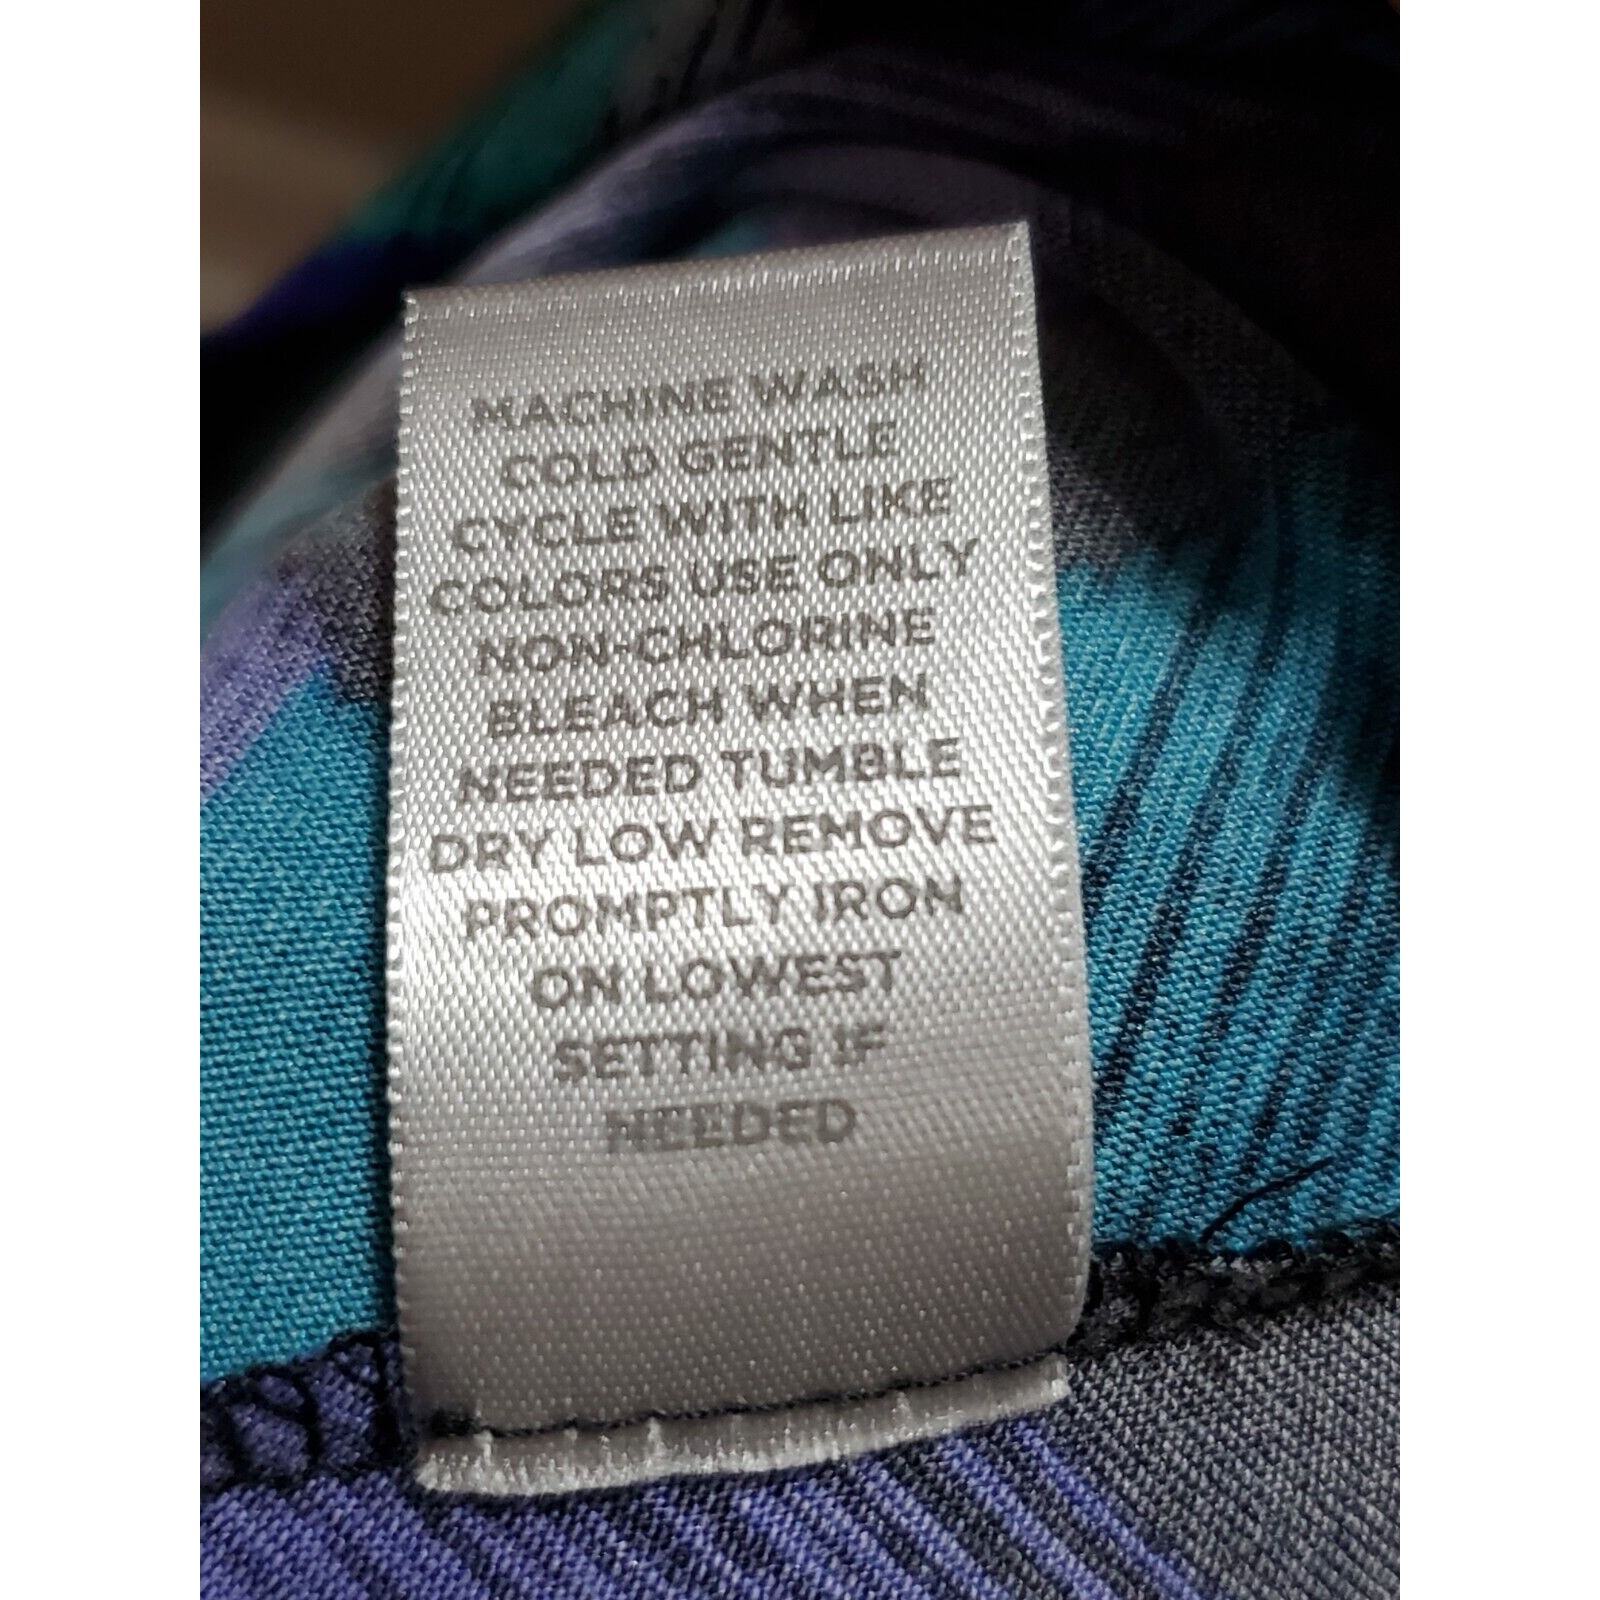 MACHINE WASH
COLD GENTLE
CYCLE WITH LIKE
COLORS USE ONLY
NON-CHLORINE
BLEACH WHEN
NEEDED TUMBLE
DRY LOW REMOVE
PROMPTLY IRON
ON LOWEST
SETTING IF
NEEDED